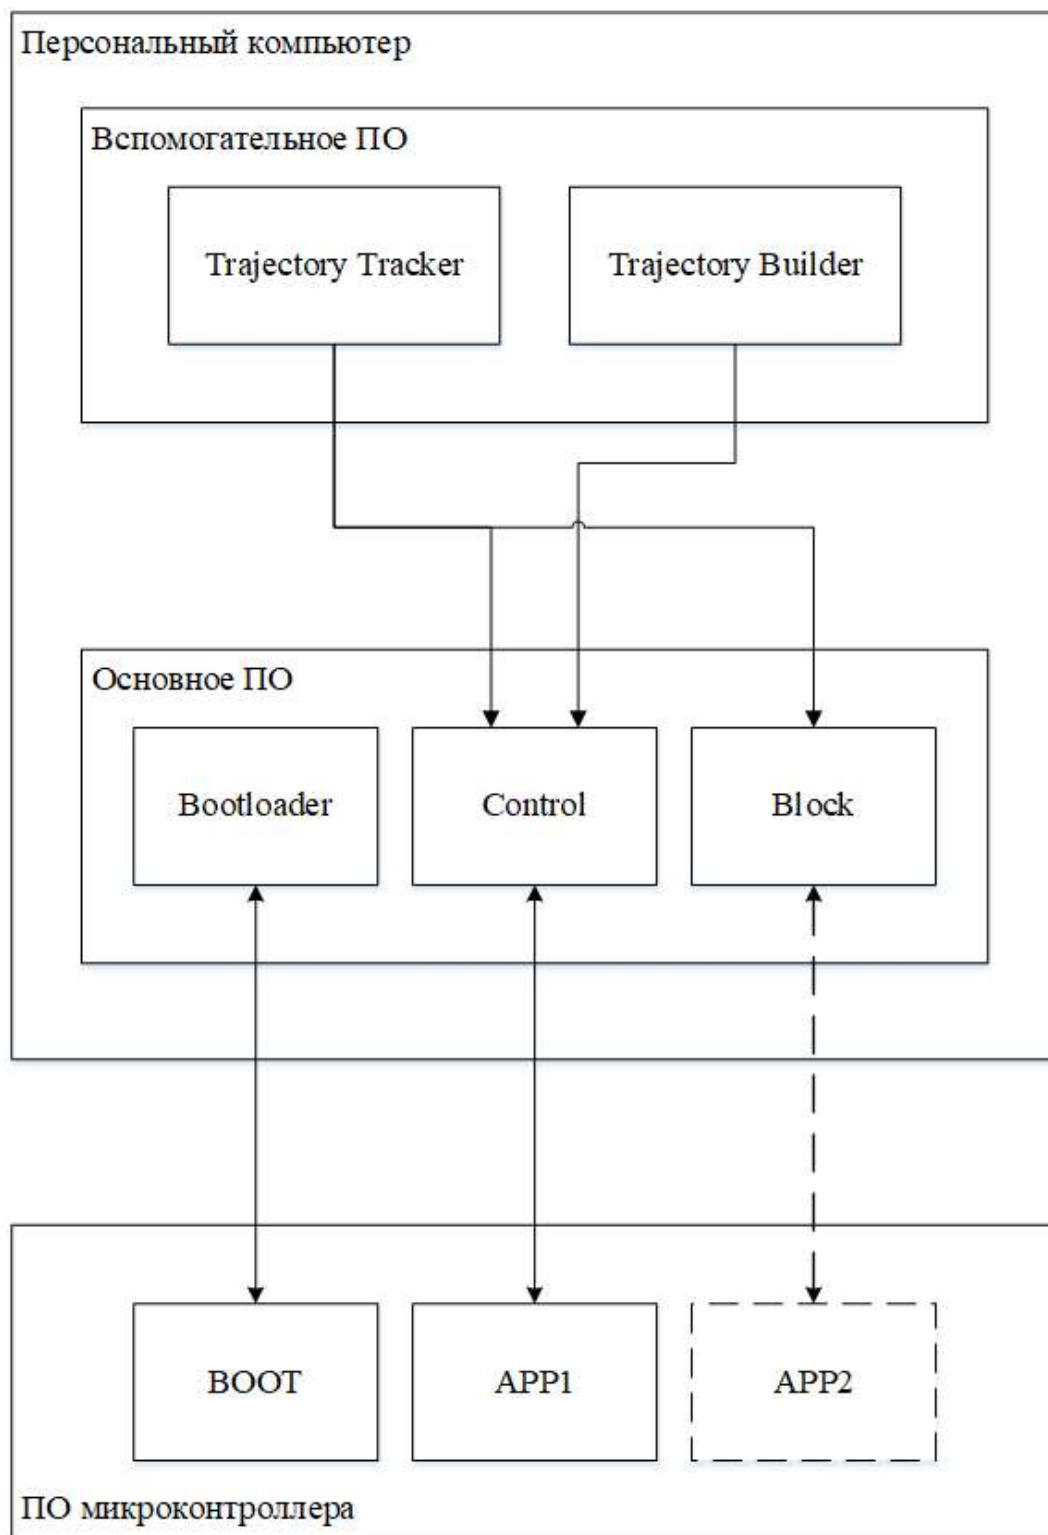 Персональный компьютер
Вспомогательное ПО
Trajectory Tracker
Trajectory Builder
Основное ПО
Bootloader
Control
Block
BOOT
APP1
APP2
ПО микроконтроллера